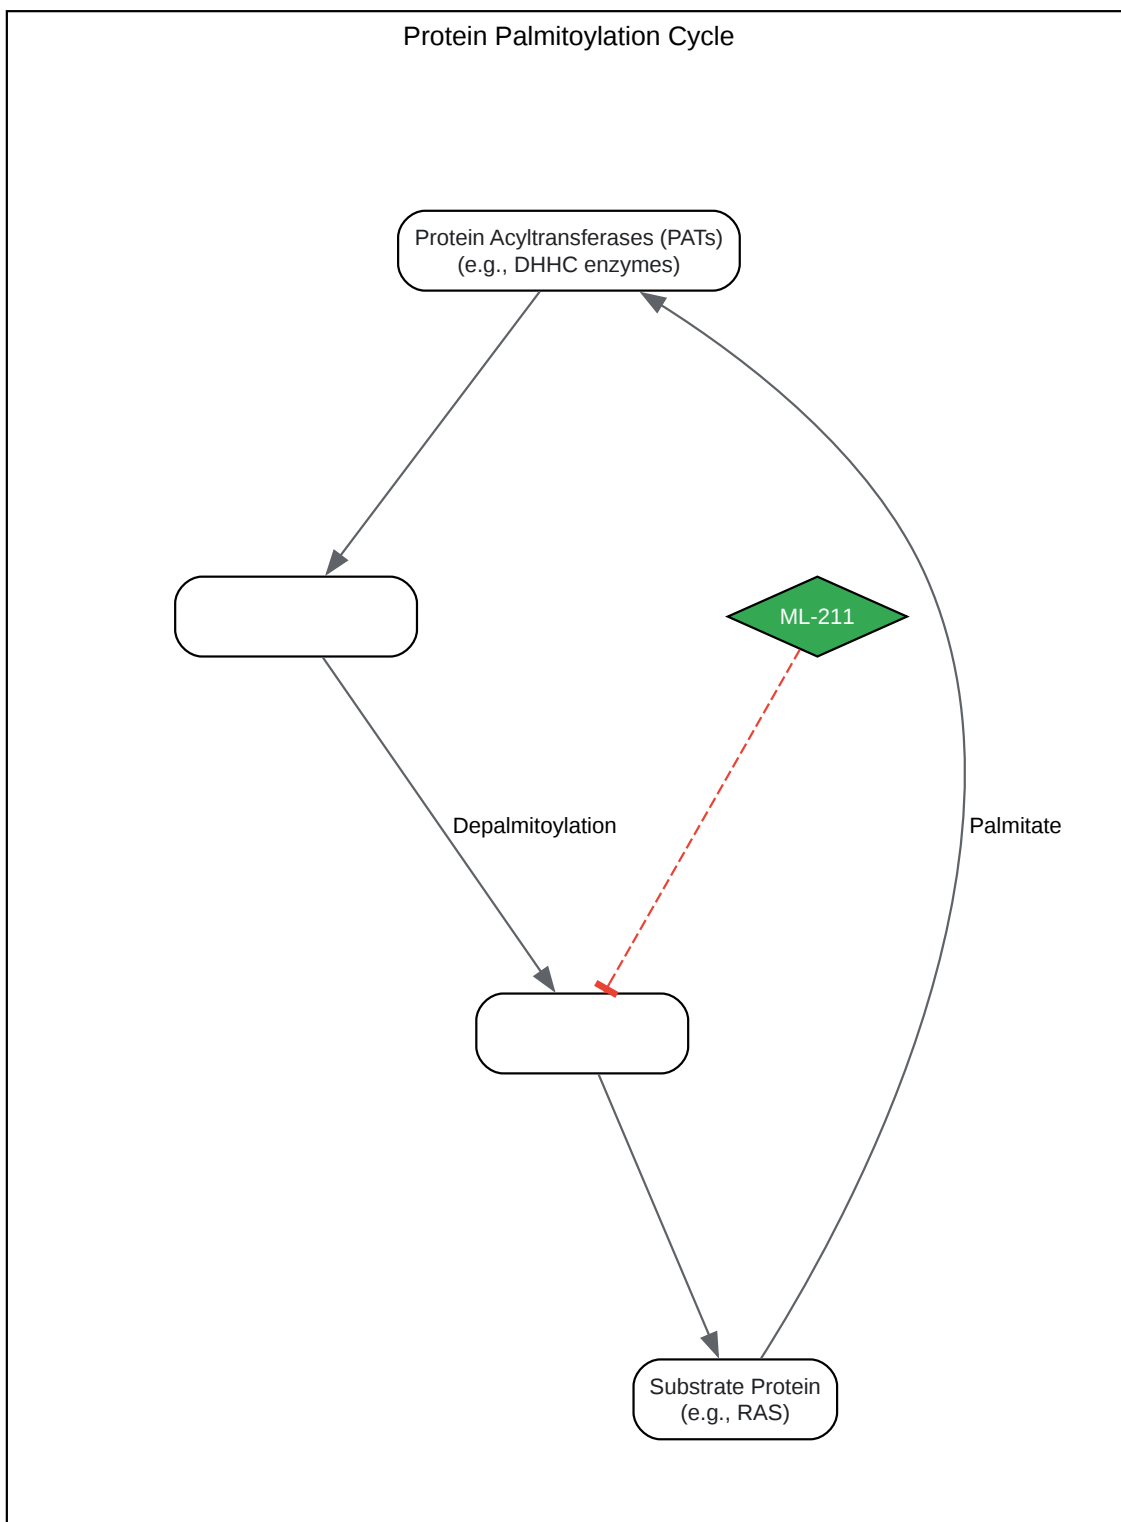 Protein Palmitoylation Cycle
Protein Acyltransferases (PATs)
(e.g., DHHC enzymes)
ML-211
Depalmitoylation
Palmitate
Substrate Protein
(e.g., RAS)